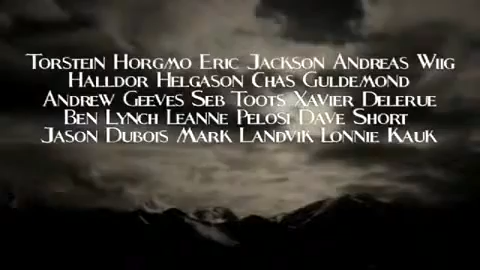 Torstein Horgmo Eric Jackson Andreas Wiig
Halldor Helgason Chas Guldemond
Andrew Geeves Seb Toots Xavier Delerue
Ben Lynch Leanne Pelosi Dave Short
Jason Dubois Mark Landvik Lonnie Kauk